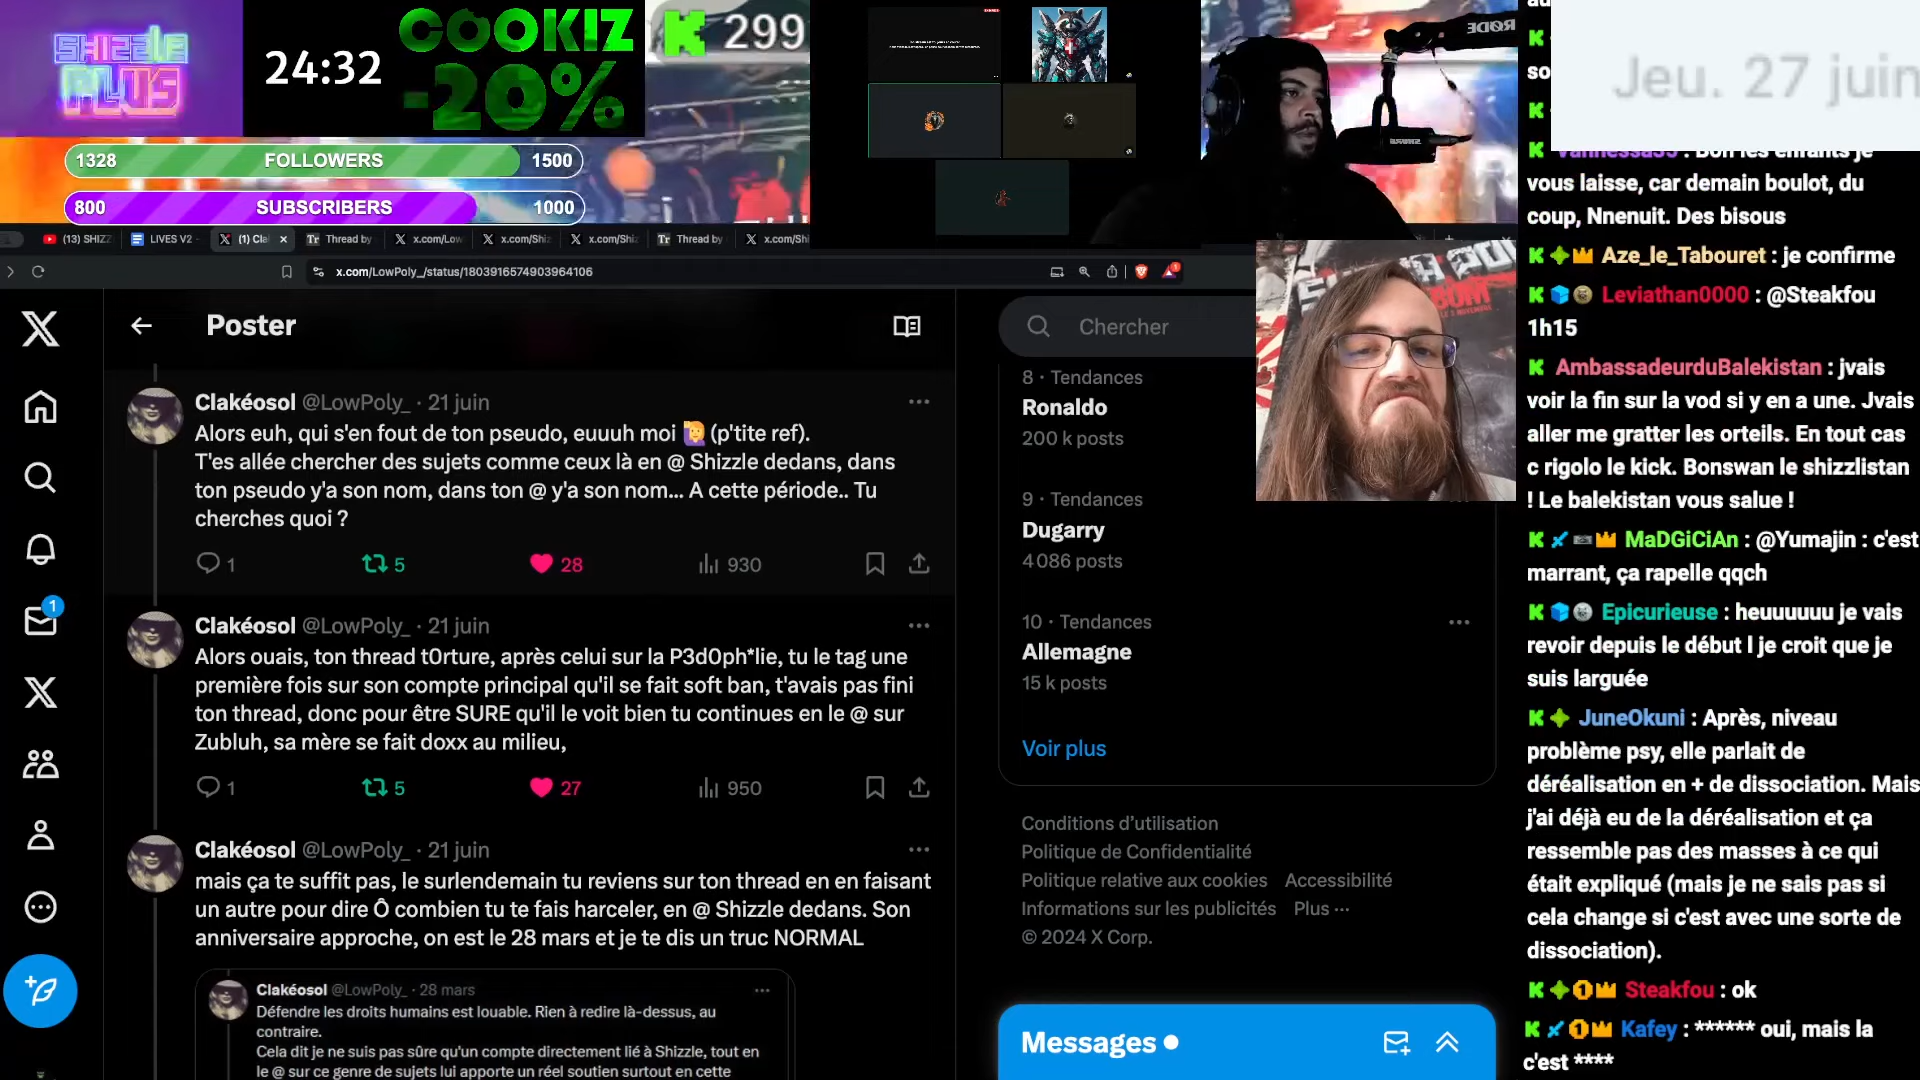 SHIZZLE
PLUS
24:32
COOKIZ
-20%
299
1328 FOLLOWERS 1500
800 SUBSCRIBERS 1000
RØDE
Jeu. 27 juin
(13) SHIZZ
LIVES V2
(1) Cla
Thread by
x.com/Low
x.com/Shiz
x.com/Shiz
Thread by
x.com/Sh
x.com/LowPoly_/status/1803916574903964106
Poster
Clakéosol @LowPoly_ · 21 juin
Alors euh, qui s'en fout de ton pseudo, euuuh moi 🙋 (p'tite ref).
T'es allée chercher des sujets comme ceux là en @ Shizzle dedans, dans
ton pseudo y'a son nom, dans ton @ y'a son nom... A cette période.. Tu
cherches quoi ?
1 5 28 930
Clakéosol @LowPoly_ · 21 juin
Alors ouais, ton thread t0rture, après celui sur la P3d0ph*lie, tu le tag une
première fois sur son compte principal qu'il se fait soft ban, t'avais pas fini
ton thread, donc pour être SURE qu'il le voit bien tu continues en le @ sur
Zubluh, sa mère se fait doxx au milieu,
1 5 27 950
Clakéosol @LowPoly_ · 21 juin
mais ça te suffit pas, le surlendemain tu reviens sur ton thread en en faisant
un autre pour dire Ô combien tu te fais harceler, en @ Shizzle dedans. Son
anniversaire approche, on est le 28 mars et je te dis un truc NORMAL
Clakéosol @LowPoly_ · 28 mars
Défendre les droits humains est louable. Rien à redire là-dessus, au
contraire.
Cela dit je ne suis pas sûre qu'un compte directement lié à Shizzle, tout en
le @ sur ce genre de sujets lui apporte un réel soutien surtout en cette
1
Chercher
8 · Tendances
Ronaldo
200 k posts
9 · Tendances
Dugarry
4 086 posts
10 · Tendances
Allemagne
15 k posts
Voir plus
Conditions d'utilisation
Politique de Confidentialité
Politique relative aux cookies Accessibilité
Informations sur les publicités Plus ···
© 2024 X Corp.
Messages
so
Vannessa33 : Bon les enfants je
vous laisse, car demain boulot, du
coup, Nnenuit. Des bisous
Aze_le_Tabouret : je confirme
Leviathan0000 : @Steakfou
1h15
AmbassadeurduBalekistan : jvais
voir la fin sur la vod si y en a une. Jvais
aller me gratter les orteils. En tout cas
c rigolo le kick. Bonswan le shizzlistan
! Le balekistan vous salue !
MaDGiCiAn : @Yumajin : c'est
marrant, ça rapelle qqch
Epicurieuse : heuuuuuu je vais
revoir depuis le début l je croit que je
suis larguée
JuneOkuni : Après, niveau
problème psy, elle parlait de
déréalisation en + de dissociation. Mais
j'ai déjà eu de la déréalisation et ça
ressemble pas des masses à ce qui
était expliqué (mais je ne sais pas si
cela change si c'est avec une sorte de
dissociation).
Steakfou : ok
Kafey : ****** oui, mais la
c'est ****